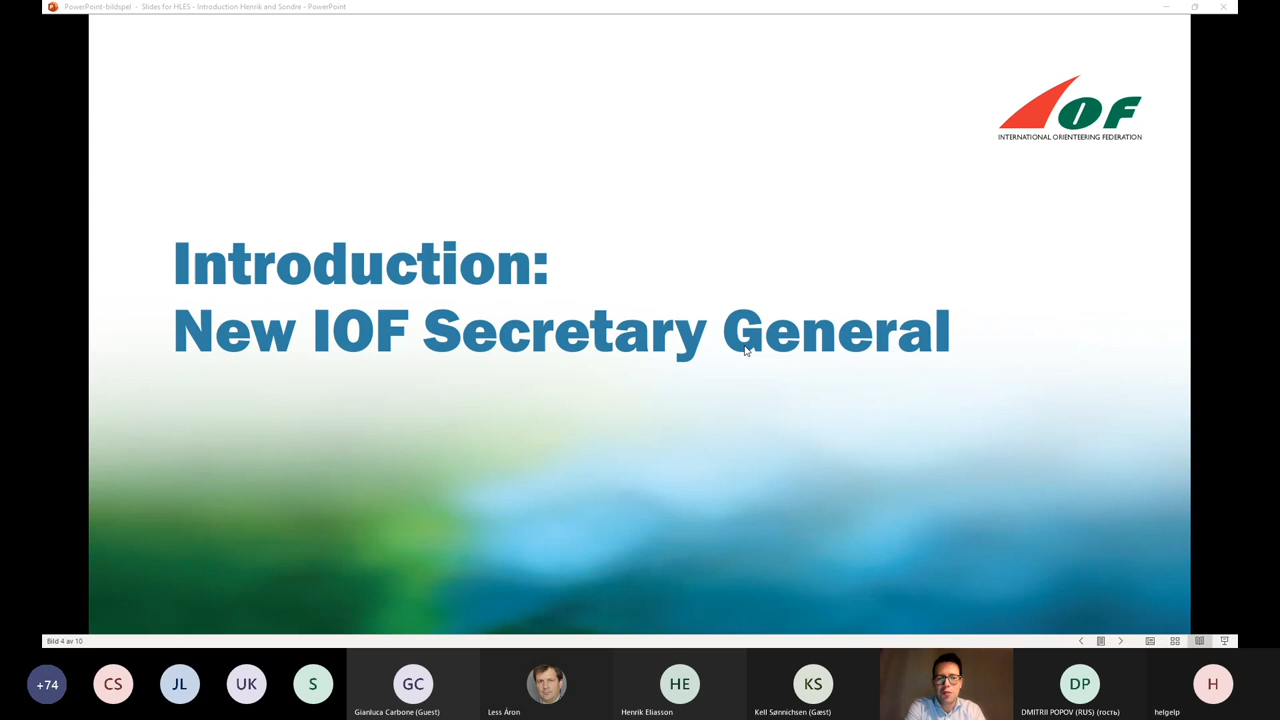 PowerPoint-bildspel - Slides for HLES - Introduction Henrik and Sondre - PowerPoint
IOF
INTERNATIONAL ORIENTEERING FEDERATION
Introduction:
New IOF Secretary General
Bild 4 av 10
+74
CS
JL
UK
S
GC
HE
KS
DP
H
Gianluca Carbone (Guest)
Less Áron
Henrik Eliasson
Kell Sønnichsen (Gæst)
DMITRII POPOV (RUS) (гость)
helgelp